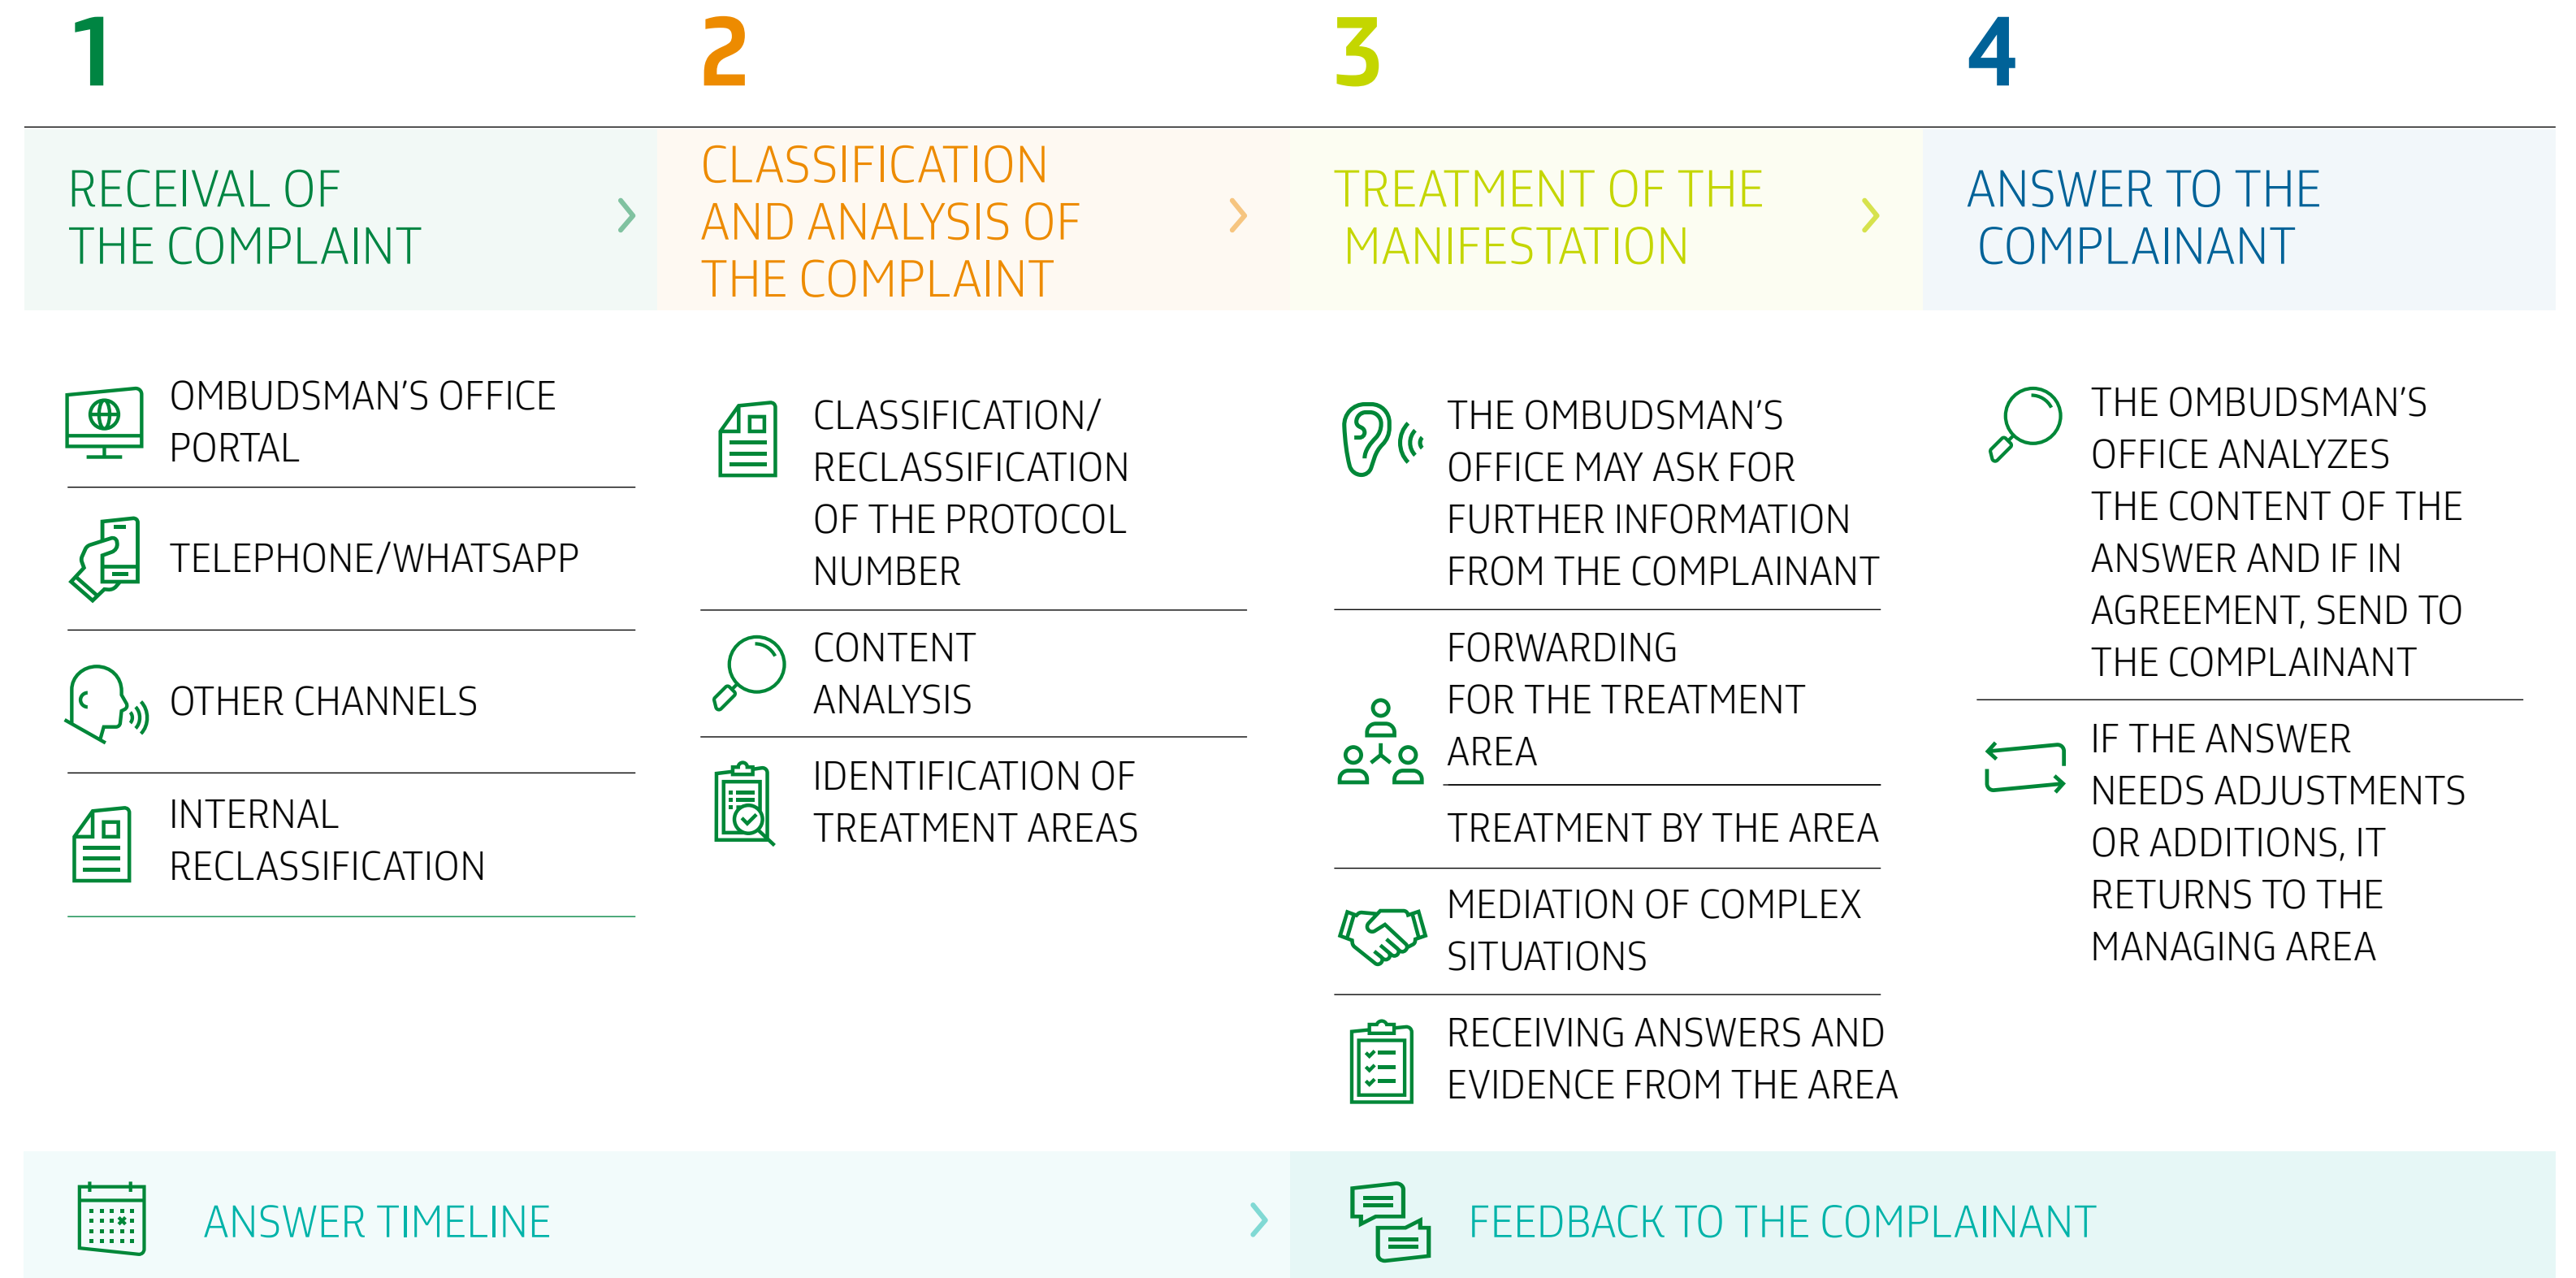 1
RECEIVAL OF
THE COMPLAINT
OMBUDSMAN'S OFFICE
PORTAL
TELEPHONE/WHATSAPP
OTHER CHANNELS
INTERNAL
RECLASSIFICATION
2
CLASSIFICATION
AND ANALYSIS OF
THE COMPLAINT
CLASSIFICATION/
RECLASSIFICATION
OF THE PROTOCOL
NUMBER
CONTENT
ANALYSIS
IDENTIFICATION OF
TREATMENT AREAS
3
TREATMENT OF THE
MANIFESTATION
THE OMBUDSMAN'S
OFFICE MAY ASK FOR
FURTHER INFORMATION
FROM THE COMPLAINANT
FORWARDING
FOR THE TREATMENT
AREA
TREATMENT BY THE AREA
MEDIATION OF COMPLEX
SITUATIONS
RECEIVING ANSWERS AND
EVIDENCE FROM THE AREA
4
ANSWER TO THE
COMPLAINANT
THE OMBUDSMAN'S
OFFICE ANALYZES
THE CONTENT OF THE
ANSWER AND IF IN
AGREEMENT, SEND TO
THE COMPLAINANT
IF THE ANSWER
NEEDS ADJUSTMENTS
OR ADDITIONS, IT
RETURNS TO THE
MANAGING AREA
ANSWER TIMELINE
FEEDBACK TO THE COMPLAINANT